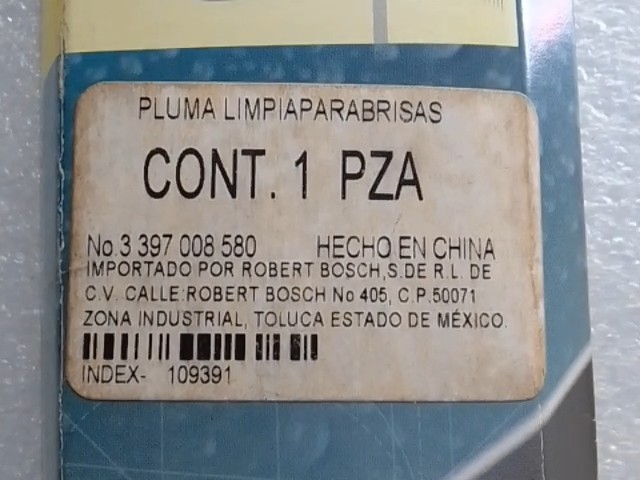 PLUMA LIMPIAPARABRISAS
CONT. 1 PZA
No.3 397 008 580 HECHO EN CHINA
IMPORTADO POR ROBERT BOSCH,S.DE R.L. DE
C.V. CALLE:ROBERT BOSCH No 405, C.P.50071
ZONA INDUSTRIAL, TOLUCA ESTADO DE MÉXICO.
INDEX- 109391